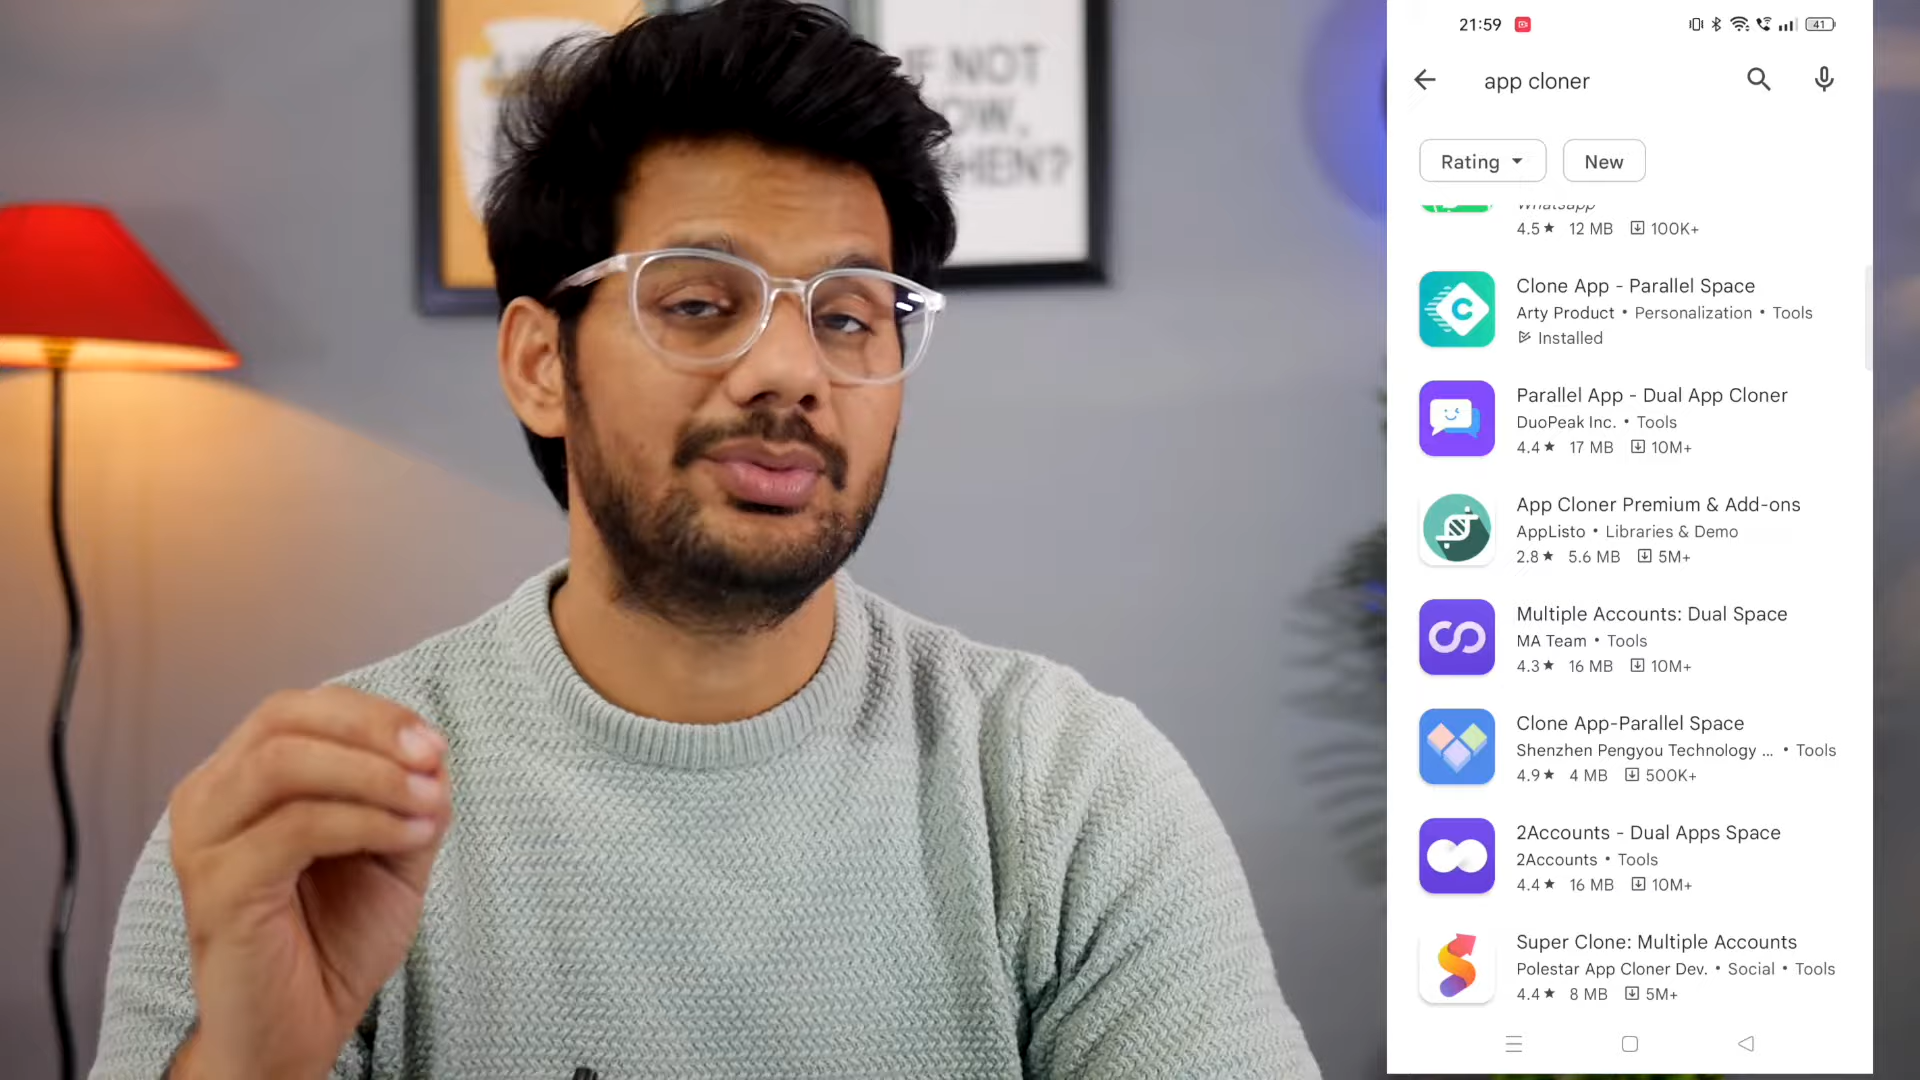 IF NOT
HEN?
21:59
41
app cloner
Rating
New
Whatsapp
4.5★ 12 MB 100K+
Clone App - Parallel Space
Arty Product • Personalization • Tools
Installed
Parallel App - Dual App Cloner
DuoPeak Inc. • Tools
4.4★ 17 MB 10M+
App Cloner Premium & Add-ons
AppListo • Libraries & Demo
2.8★ 5.6 MB 5M+
Multiple Accounts: Dual Space
MA Team • Tools
4.3★ 16 MB 10M+
Clone App-Parallel Space
Shenzhen Pengyou Technology ... • Tools
4.9★ 4 MB 500K+
2Accounts - Dual Apps Space
2Accounts • Tools
4.4★ 16 MB 10M+
Super Clone: Multiple Accounts
Polestar App Cloner Dev. • Social • Tools
4.4★ 8 MB 5M+